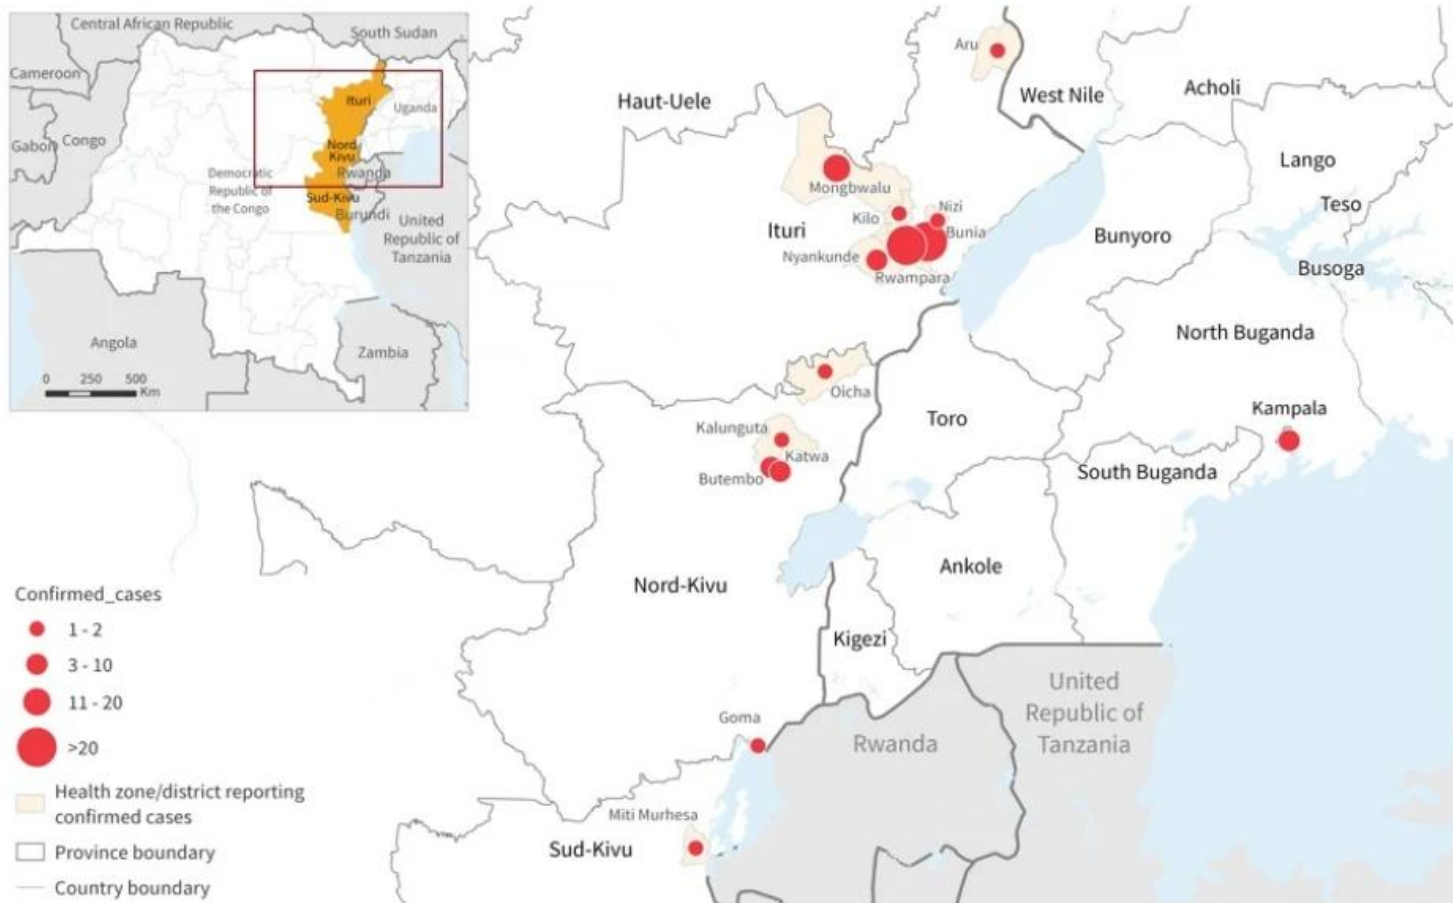 Central African Republic
South Sudan
Cameroon
Ituri
Uganda
Gabon
Congo
Nord
Kivu
Rwanda
Democratic
Republic of
the Congo
Sud-Kivu
Burundi
United
Republic of
Tanzania
Angola
Zambia
0 250 500
Km
Aru
West Nile
Acholi
Haut-Uele
Lango
Mongbwalu
Teso
Kilo
Nizi
Ituri
Bunia
Bunyoro
Nyankunde
Busoga
Rwampara
North Buganda
Oicha
Toro
Kampala
Kalunguta
Katwa
Butembo
South Buganda
Ankole
Nord-Kivu
Kigezi
United
Republic of
Tanzania
Goma
Rwanda
Miti Murhesa
Sud-Kivu
Confirmed_cases
1 - 2
3 - 10
11 - 20
>20
Health zone/district reporting
confirmed cases
Province boundary
Country boundary